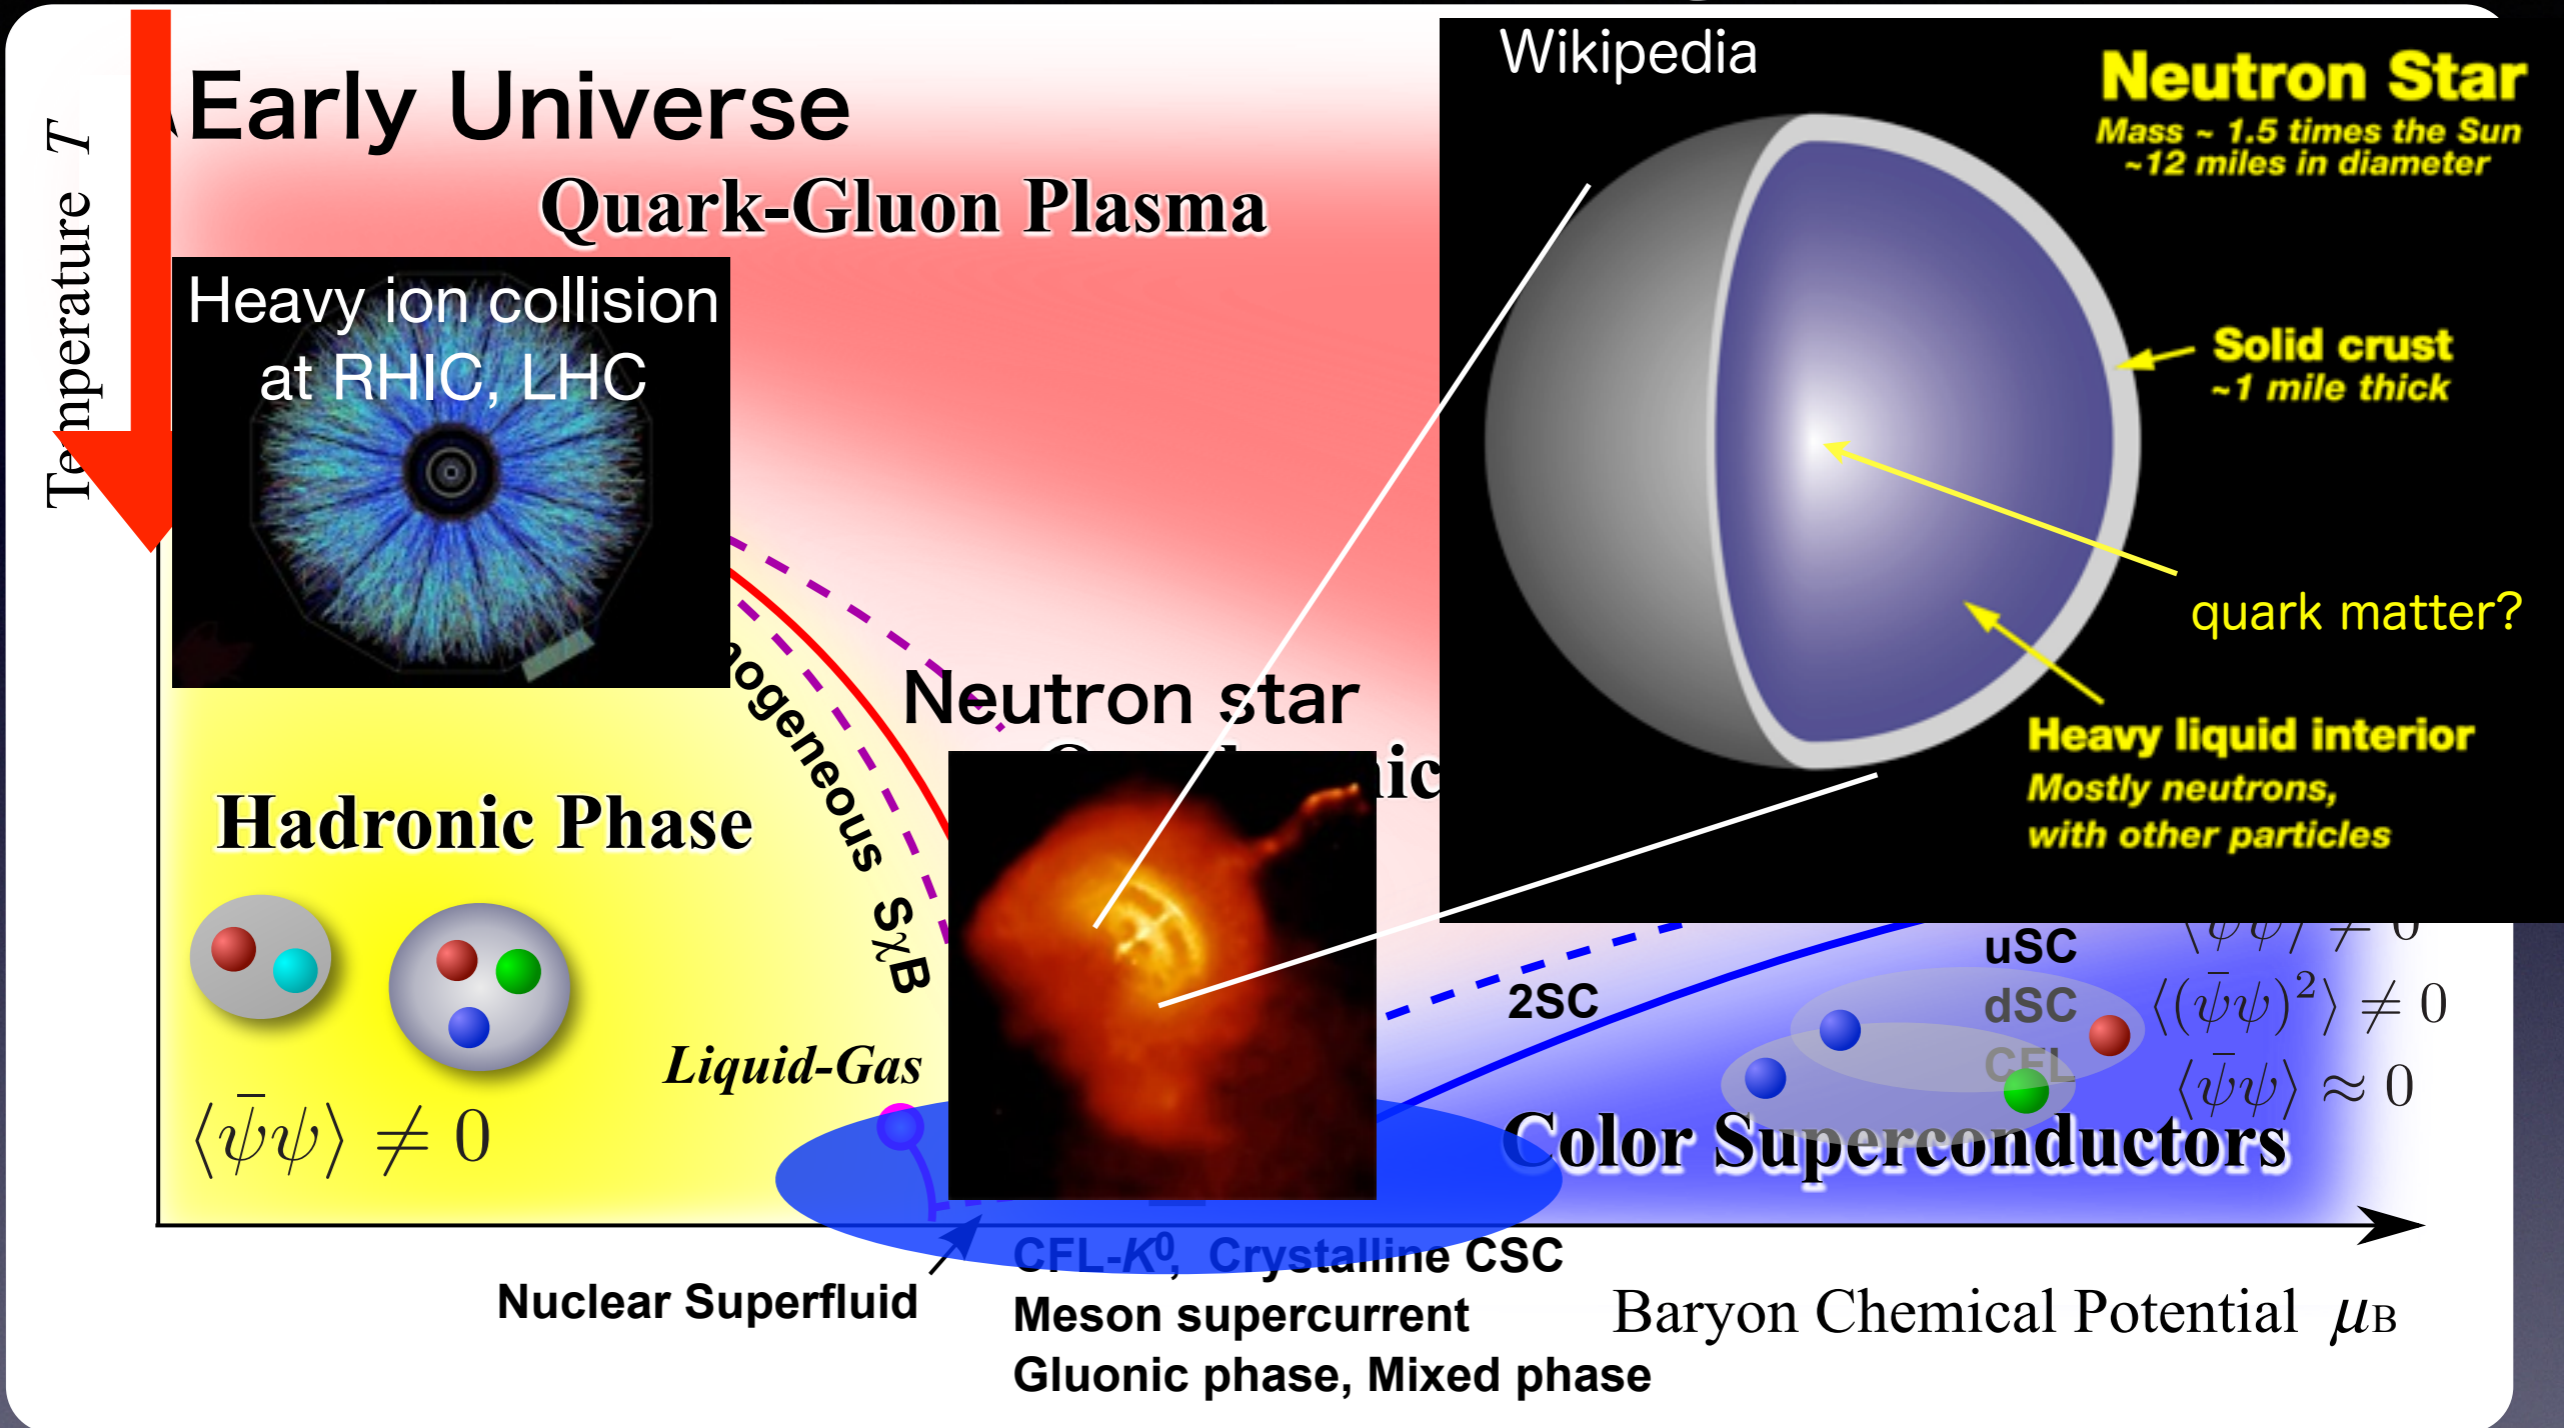 Wikipedia
Neutron Star
Mass ~ 1.5 times the Sun
~12 miles in diameter
Early Universe
Quark-Gluon Plasma
Temperature T
Heavy ion collision
at RHIC, LHC
Solid crust
~1 mile thick
quark matter?
Heavy liquid interior
Mostly neutrons,
with other particles
Neutron star
SχB
Hadronic Phase
uSC
2SC
dSC
⟨(ψ̄ψ)²⟩ ≠ 0
CFL
⟨ψ̄ψ⟩ ≈ 0
Liquid-Gas
⟨ψ̄ψ⟩ ≠ 0
Color Superconductors
CFL-K⁰, Crystalline CSC
Nuclear Superfluid
Meson supercurrent
Gluonic phase, Mixed phase
Baryon Chemical Potential μB